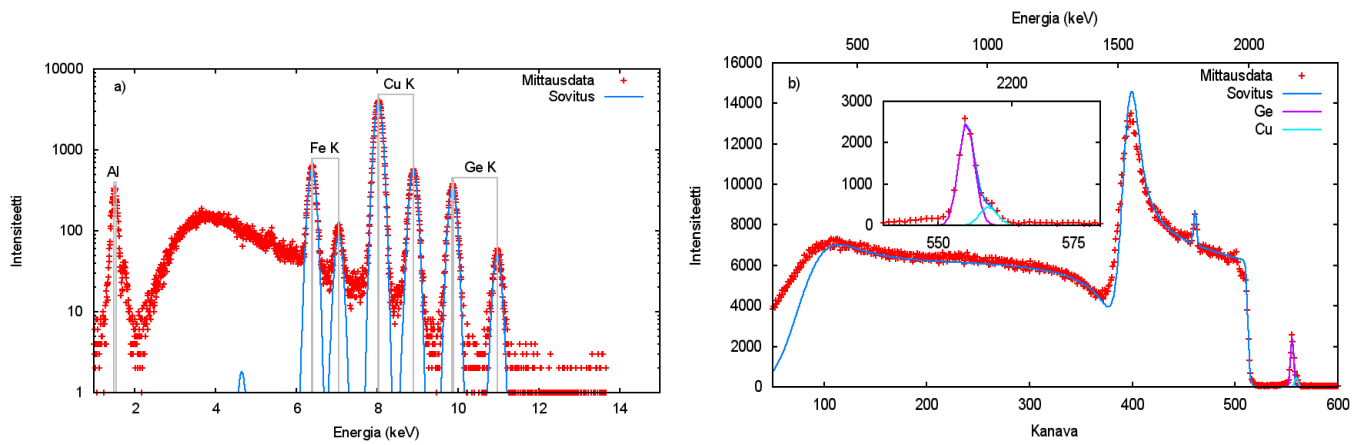 a)
Mittausdata
Sovitus
Al
Fe K
Cu K
Ge K
10000
1000
100
10
1
Intensiteetti
2 4 6 8 10 12 14
Energia (keV)
b)
Energia (keV)
500 1000 1500 2000
Mittausdata
Sovitus
Ge
Cu
16000
14000
12000
10000
8000
6000
4000
2000
0
Intensiteetti
2200
3000
2000
1000
0
550 575
100 200 300 400 500 600
Kanava